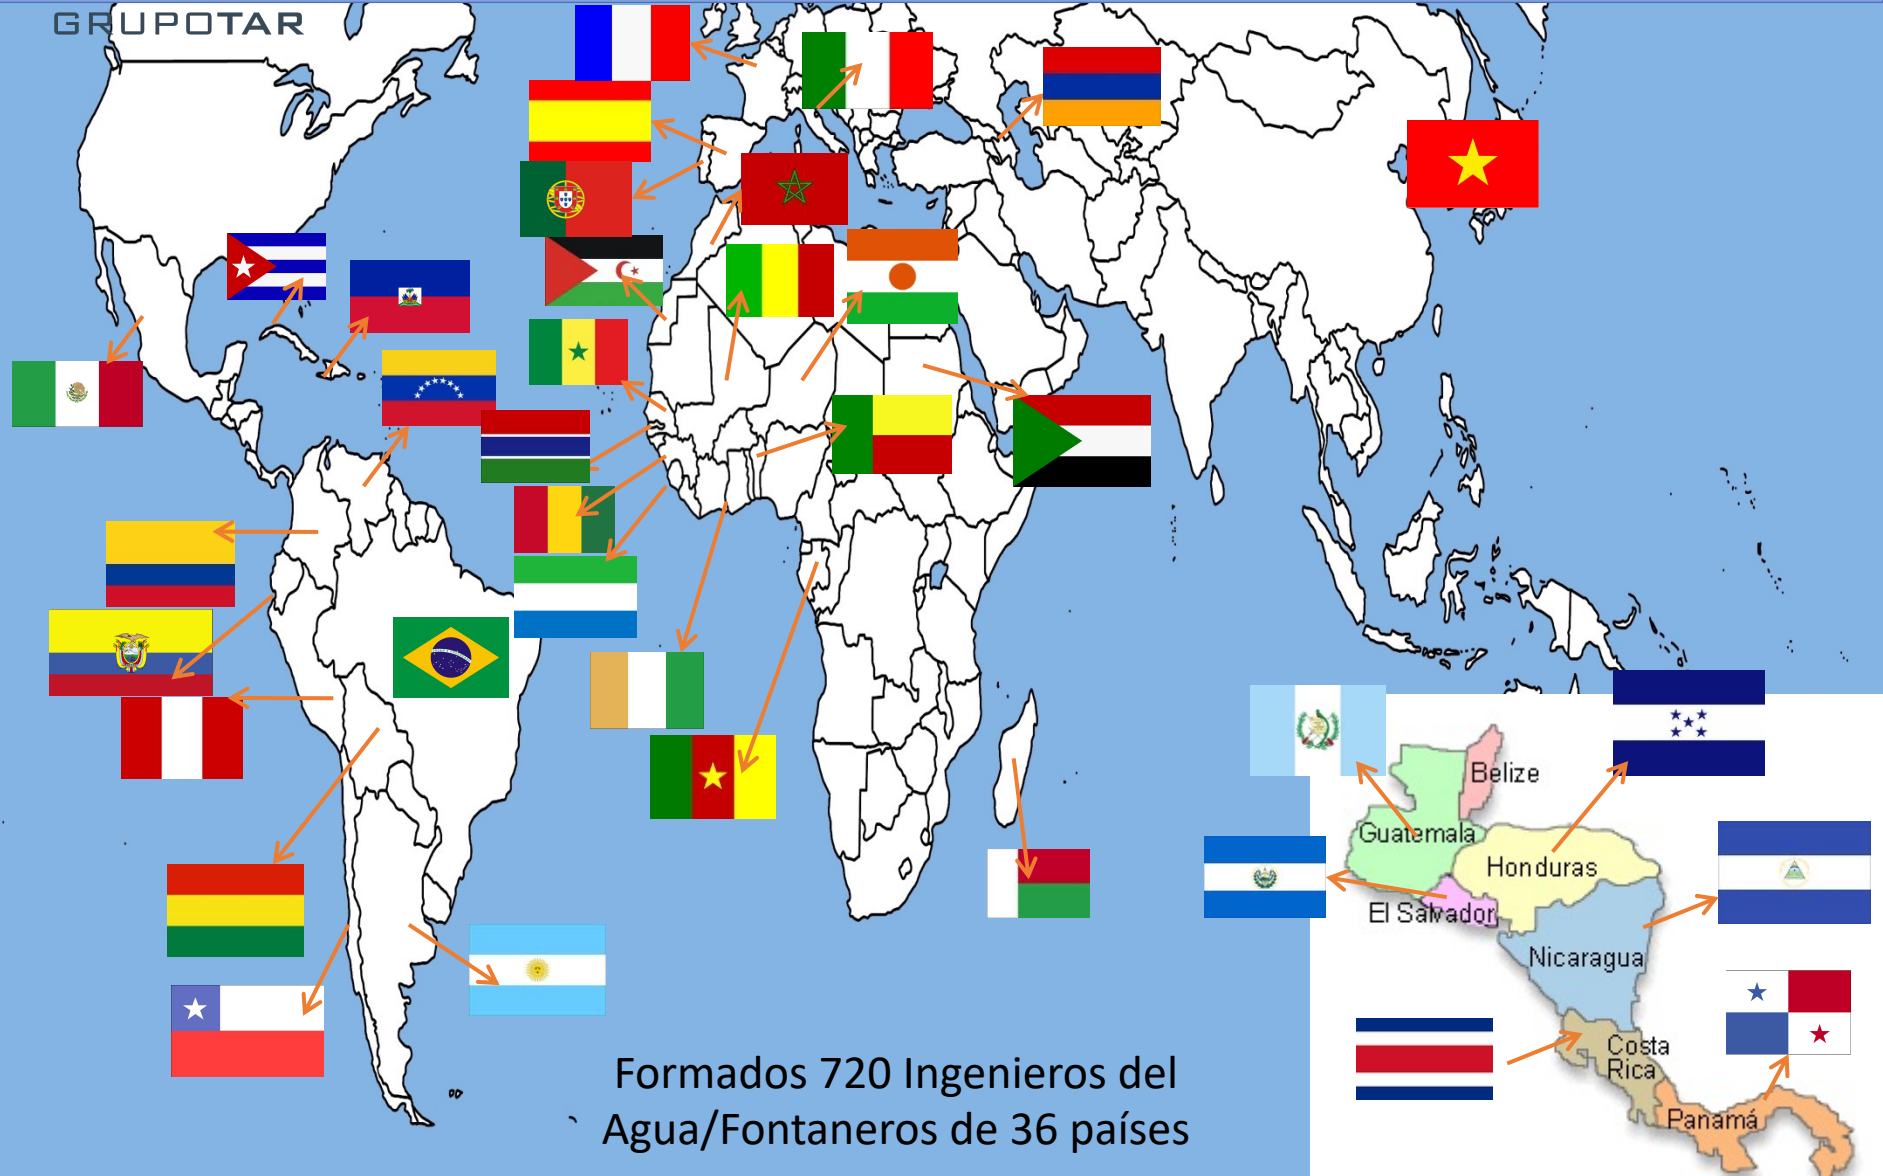 GRUPOTAR
Belize
Guatemala
Honduras
El Salvador
Nicaragua
Costa
Rica
Panamá
Formados 720 Ingenieros del
Agua/Fontaneros de 36 países